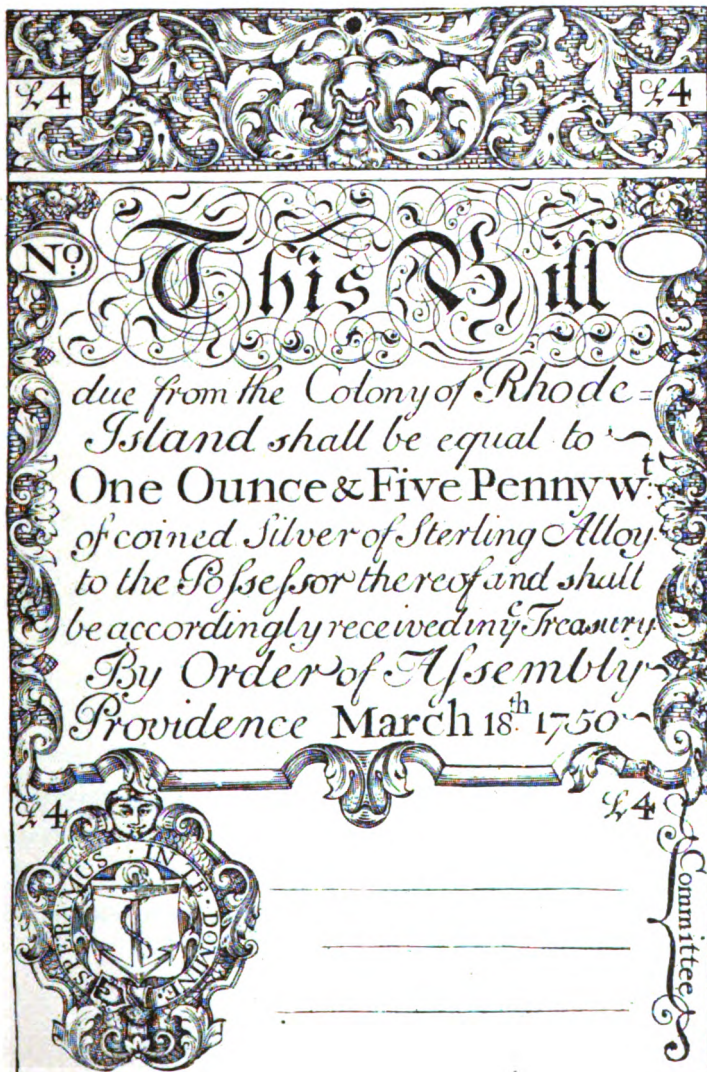 £4 £4
No.
This Bill
due from the Colony of Rhode=
Island shall be equal to
One Ounce & Five Pennywt.
of coined Silver of Sterling Alloy
to the Poſseſsor thereof and shall
be accordingly received in ye Treasury.
By Order of Aſsembly
Providence March 18th 1750
£4 £4
IN TE DOMINE SPERAMUS
Committee